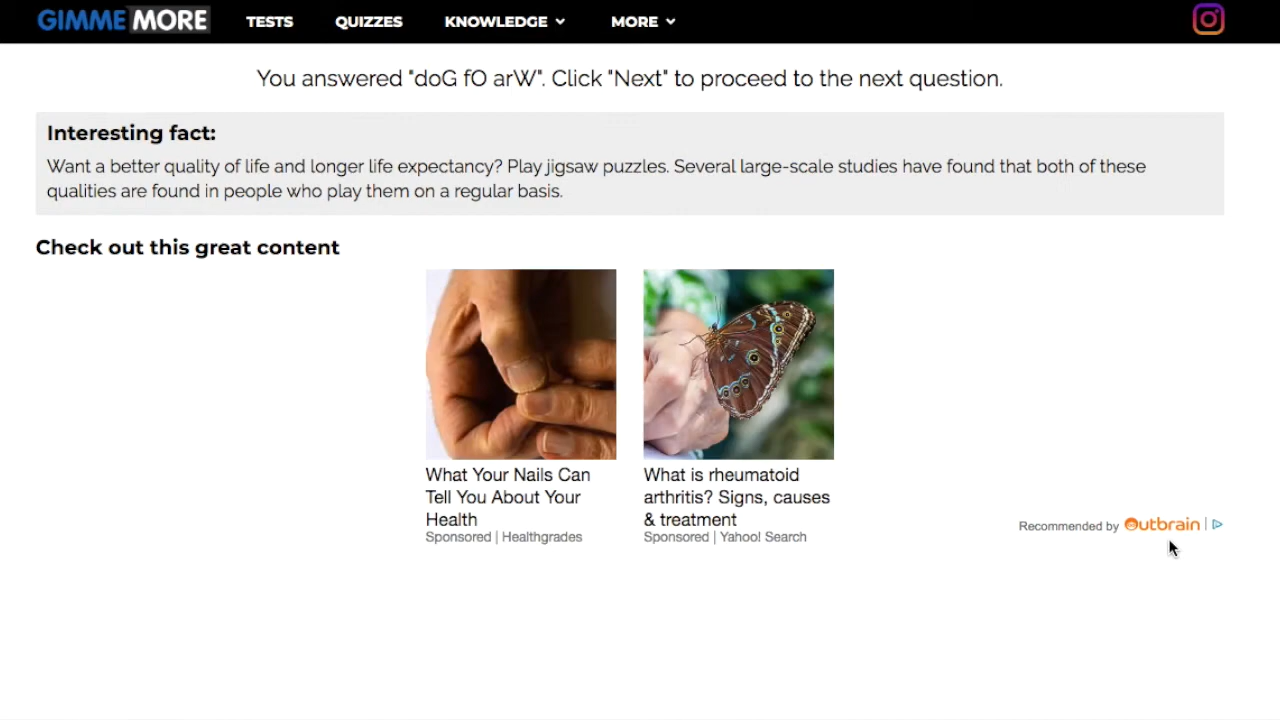 GIMME MORE TESTS QUIZZES KNOWLEDGE MORE
You answered "doG fO arW". Click "Next" to proceed to the next question.
Interesting fact:
Want a better quality of life and longer life expectancy? Play jigsaw puzzles. Several large-scale studies have found that both of these
qualities are found in people who play them on a regular basis.
Check out this great content
What Your Nails Can
Tell You About Your
Health
Sponsored | Healthgrades
What is rheumatoid
arthritis? Signs, causes
& treatment
Sponsored | Yahoo! Search
Recommended by Outbrain